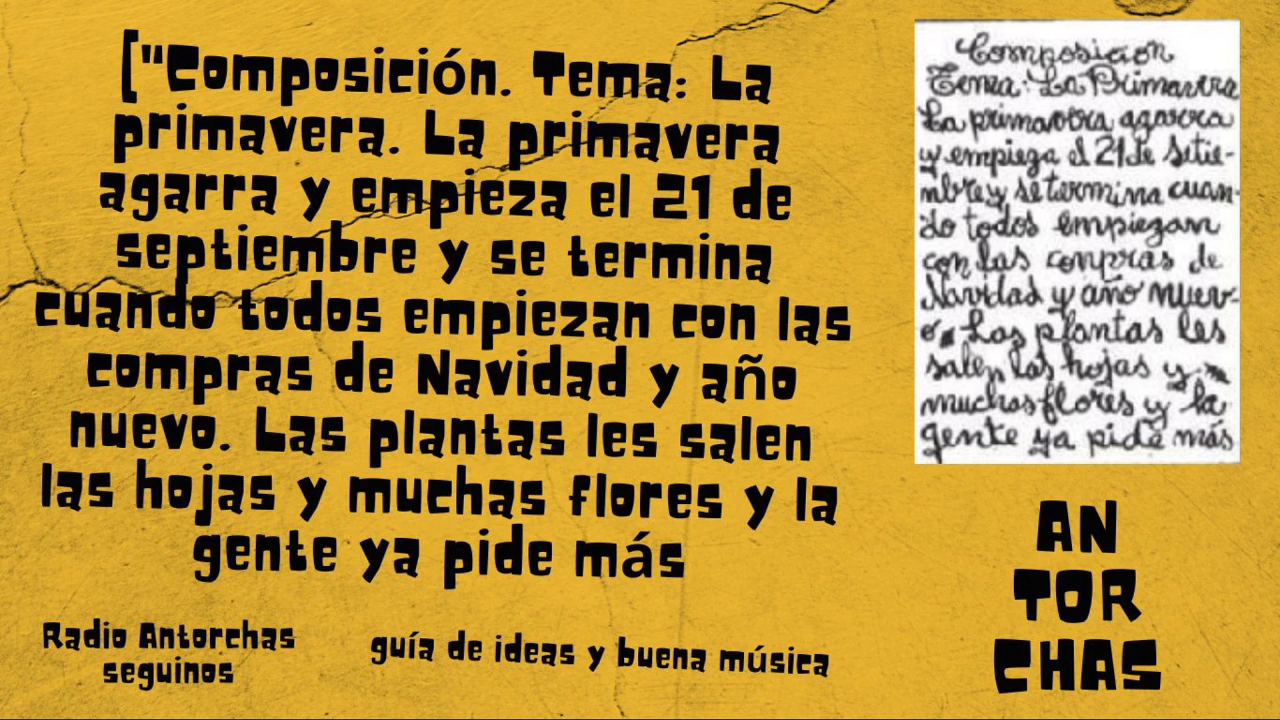 ["Composición. Tema: La
primavera. La primavera
agarra y empieza el 21 de
septiembre y se termina
cuando todos empiezan con las
compras de Navidad y año
nuevo. Las plantas les salen
las hojas y muchas flores y la
gente ya pide más
Radio Antorchas
seguinos
guía de ideas y buena música
Composición
Tema: La Primavera
La primavera agarra
y empieza el 21 de Setie-
mbre y se termina cuan-
do todos empiezan
con las conpras de
Navidad y año nuev-
o. Las plantas les
salen las hojas y
muchas flores y la
gente ya pide más
AN
TOR
CHAS